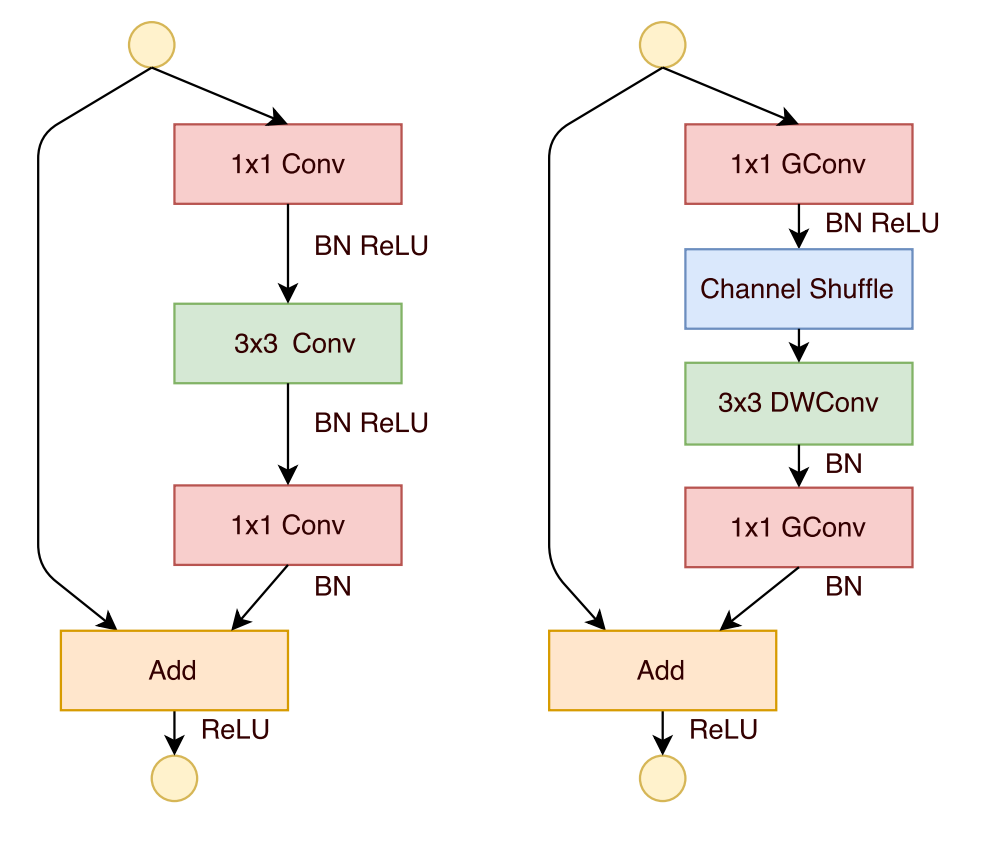 1x1 Conv
BN ReLU
3x3 Conv
BN ReLU
1x1 Conv
BN
Add
ReLU
1x1 GConv
BN ReLU
Channel Shuffle
3x3 DWConv
BN
1x1 GConv
BN
Add
ReLU